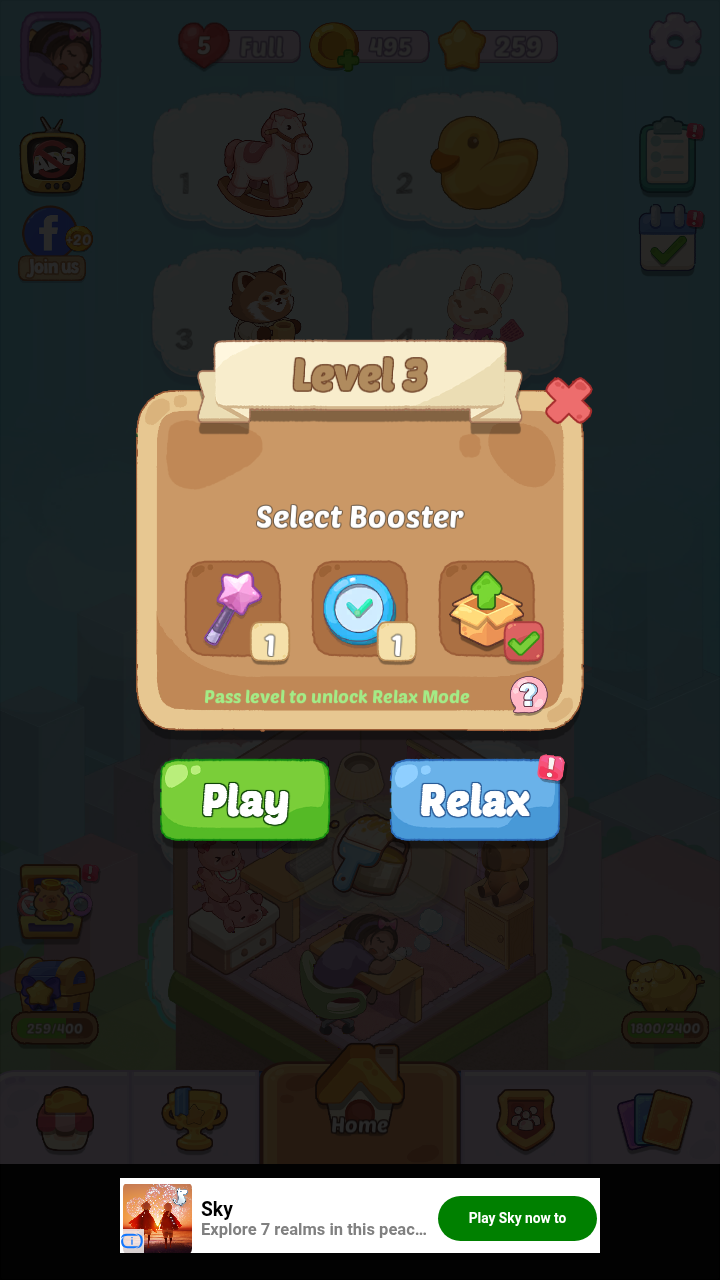 5 Full 495 259
ADS
20
join us
1 2
3 4
Level 3
Select Booster
1 1
Pass level to unlock Relax Mode ?
Play Relax
!
259/400 1800/2400
Home
Sky
Explore 7 realms in this peac...
Play Sky now to